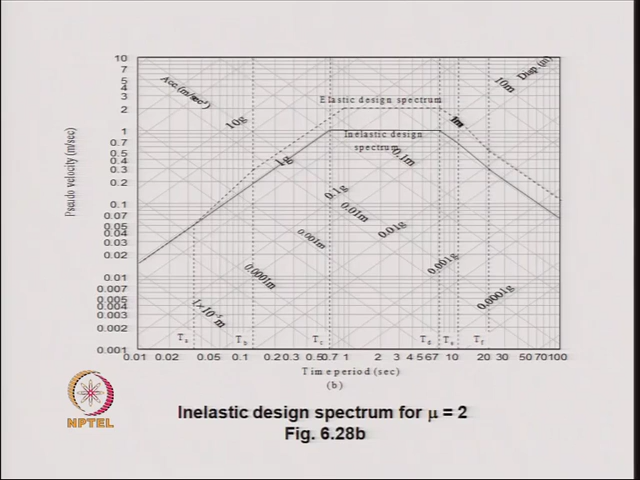 10
7
5
4
3
2
1
0.7
0.5
0.4
0.3
0.2
0.1
0.07
0.05
0.04
0.03
0.02
0.01
0.007
0.005
0.004
0.003
0.002
0.001
Pseudo velocity (m/sec)
Acc.(m/sec²)
Disp.(m)
10m
10g
Elastic design spectrum
1m
Inelastic design
spectrum
0.1m
1g
0.1g
0.01m
0.01g
0.001m
0.001g
0.0001m
0.0001g
1×10⁻⁵m
Ta Tb Tc Td Te Tf
0.01 0.02 0.05 0.1 0.2 0.3 0.5 0.7 1 2 3 4 5 6 7 10 20 30 50 70 100
Time period (sec)
(b)
NPTEL
Inelastic design spectrum for μ = 2
Fig. 6.28b